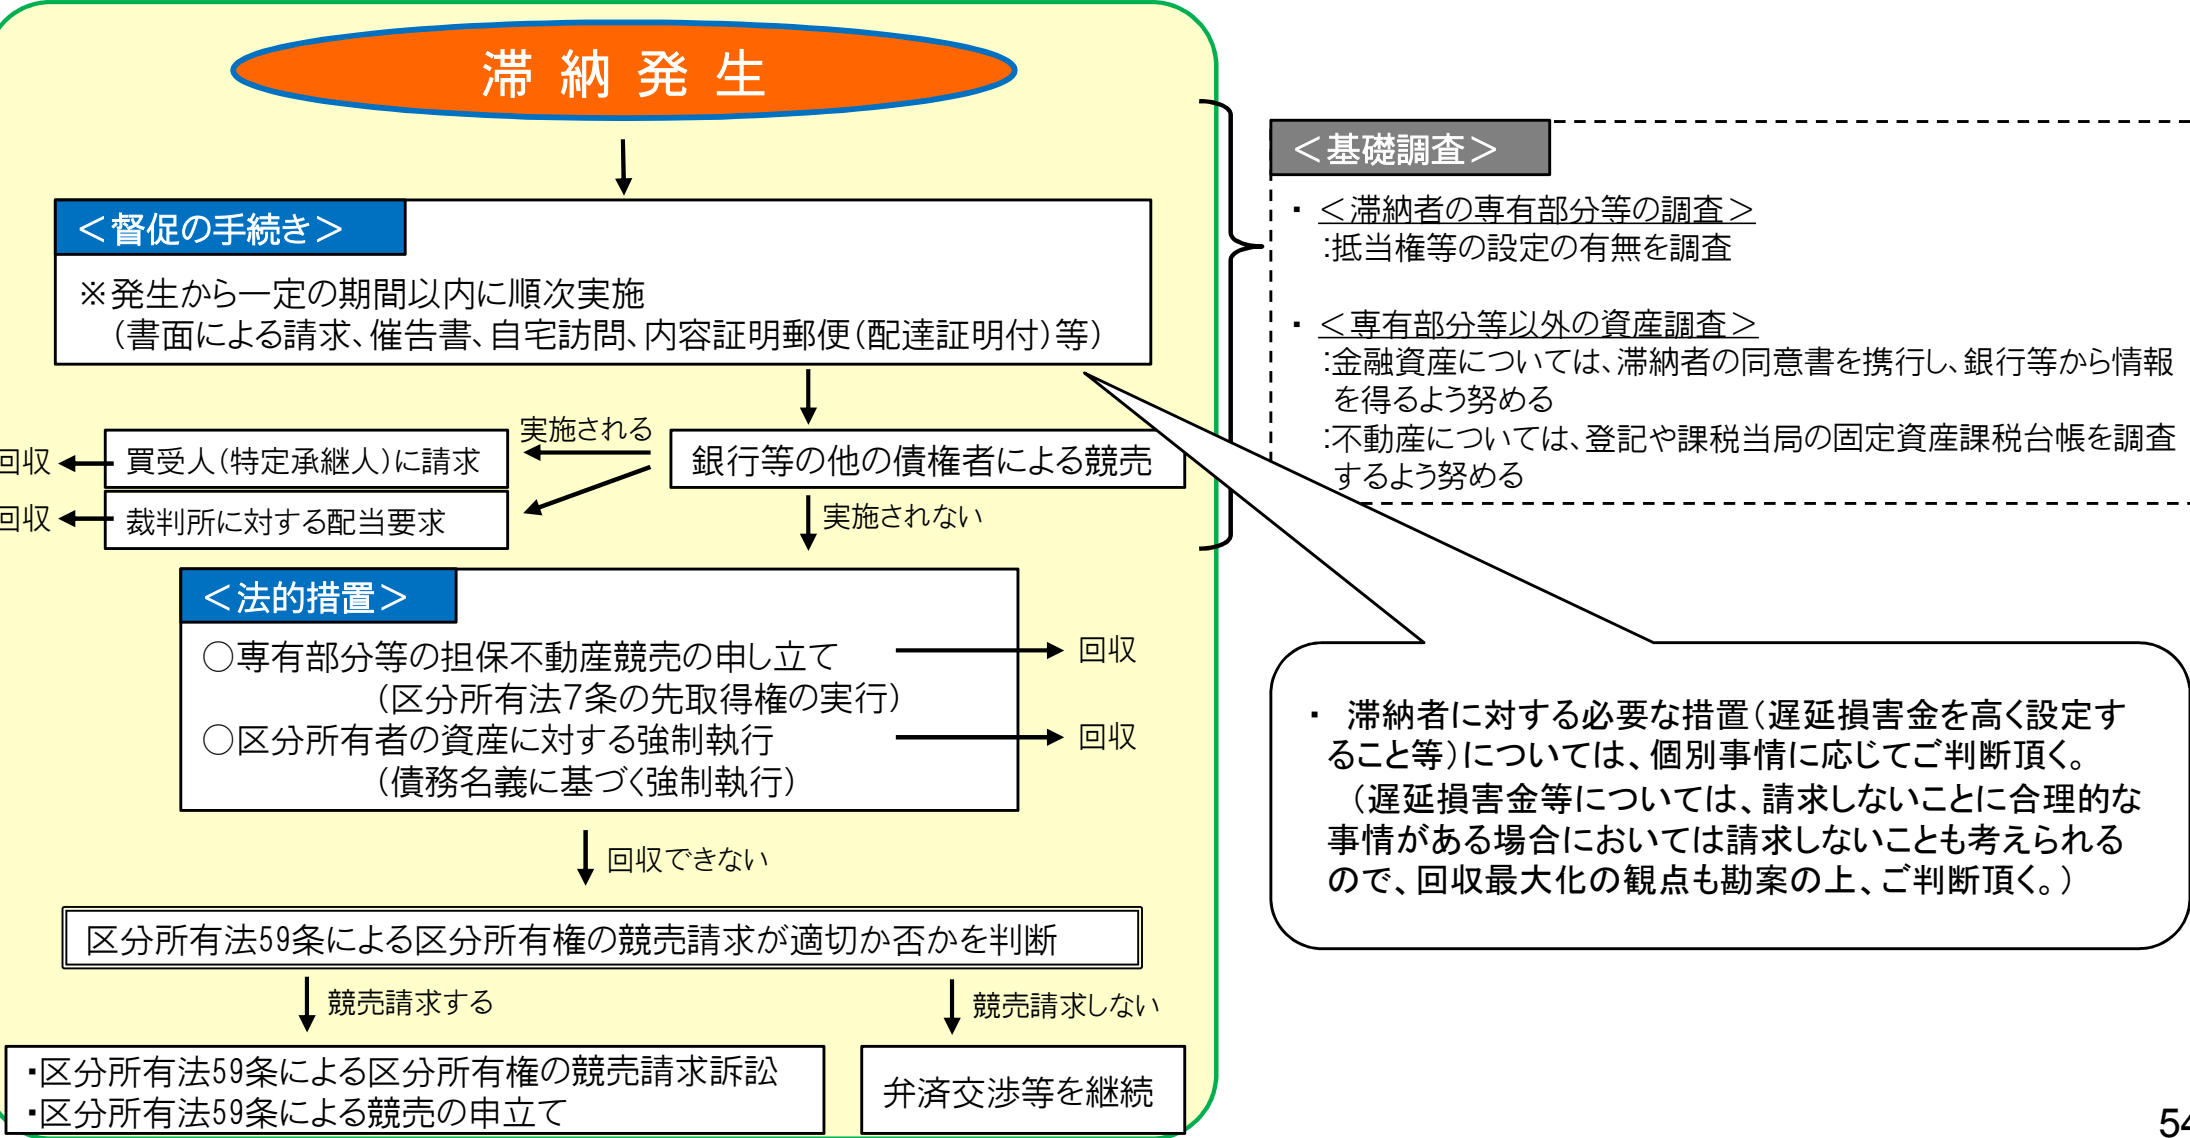 滞納発生
＜督促の手続き＞
※発生から一定の期間以内に順次実施
（書面による請求、催告書、自宅訪問、内容証明郵便（配達証明付）等）
実施される
回収
買受人（特定承継人）に請求
銀行等の他の債権者による競売
回収
裁判所に対する配当要求
実施されない
＜法的措置＞
○専有部分等の担保不動産競売の申し立て
（区分所有法7条の先取得権の実行）
回収
○区分所有者の資産に対する強制執行
（債務名義に基づく強制執行）
回収
回収できない
区分所有法59条による区分所有権の競売請求が適切か否かを判断
競売請求する
競売請求しない
・区分所有法59条による区分所有権の競売請求訴訟
・区分所有法59条による競売の申立て
弁済交渉等を継続
＜基礎調査＞
・＜滞納者の専有部分等の調査＞
：抵当権等の設定の有無を調査
・＜専有部分等以外の資産調査＞
：金融資産については、滞納者の同意書を携行し、銀行等から情報
を得るよう努める
：不動産については、登記や課税当局の固定資産課税台帳を調査
するよう努める
・ 滞納者に対する必要な措置（遅延損害金を高く設定す
ること等）については、個別事情に応じてご判断頂く。
（遅延損害金等については、請求しないことに合理的な
事情がある場合においては請求しないことも考えられる
ので、回収最大化の観点も勘案の上、ご判断頂く。）
54